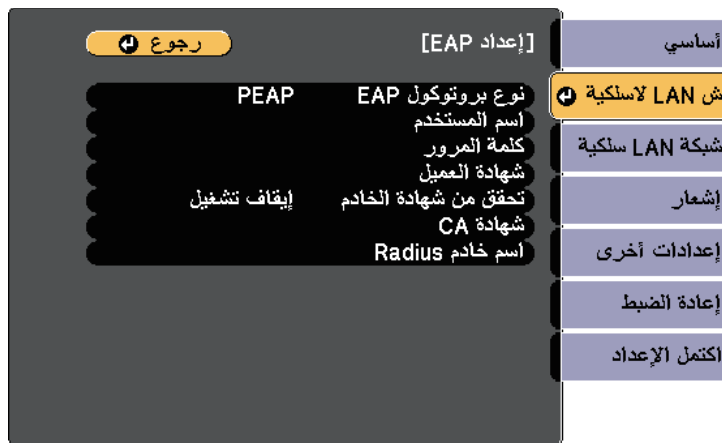 أساسي
ش LAN لاسلكية
شبكة LAN سلكية
إشعار
إعدادات أخرى
إعادة الضبط
اكتمل الإعداد
[إعداد EAP]
رجوع
نوع بروتوكول EAP PEAP
اسم المستخدم
كلمة المرور
شهادة العميل
تحقق من شهادة الخادم إيقاف تشغيل
شهادة CA
اسم خادم Radius